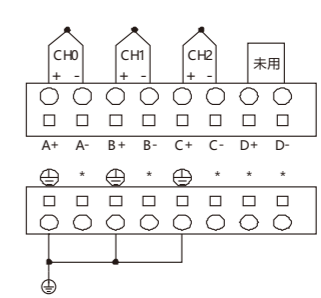 CH0 CH1 CH2 未用
+ - + - + -
A+ A- B+ B- C+ C- D+ D-
* * * * *